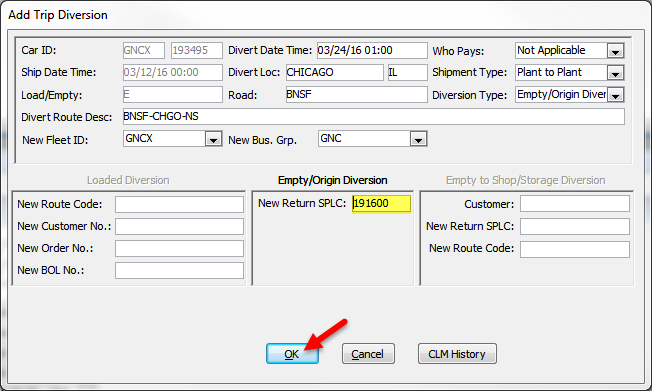 Add Trip Diversion
Car ID: GNCX 193495 Divert Date Time: 03/24/16 01:00 Who Pays: Not Applicable
Ship Date Time: 03/12/16 00:00 Divert Loc: CHICAGO IL Shipment Type: Plant to Plant
Load/Empty: E Road: BNSF Diversion Type: Empty/Origin Diver
Divert Route Desc: BNSF-CHGO-NS
New Fleet ID: GNCX New Bus. Grp. GNC
Loaded Diversion Empty/Origin Diversion Empty to Shop/Storage Diversion
New Route Code: New Return SPLC: 191600 Customer:
New Customer No.: New Return SPLC:
New Order No.: New Route Code:
New BOL No.:
OK Cancel CLM History